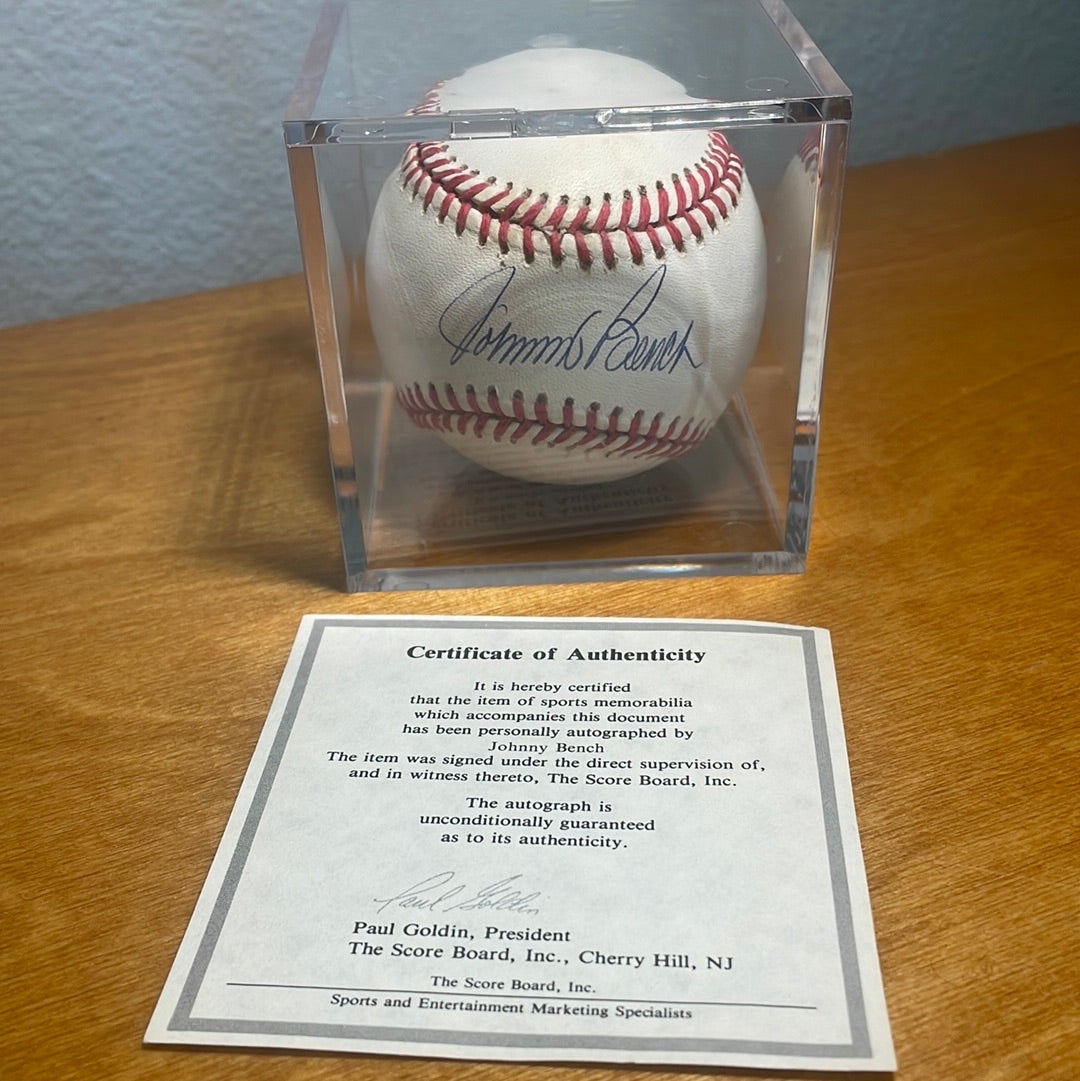 Johnny Bench
Certificate of Authenticity
It is hereby certified
that the item of sports memorabilia
which accompanies this document
has been personally autographed by
Johnny Bench
The item was signed under the direct supervision of,
and in witness thereto, The Score Board, Inc.
The autograph is
unconditionally guaranteed
as to its authenticity.
Paul Goldin
Paul Goldin, President
The Score Board, Inc., Cherry Hill, NJ
The Score Board, Inc.
Sports and Entertainment Marketing Specialists